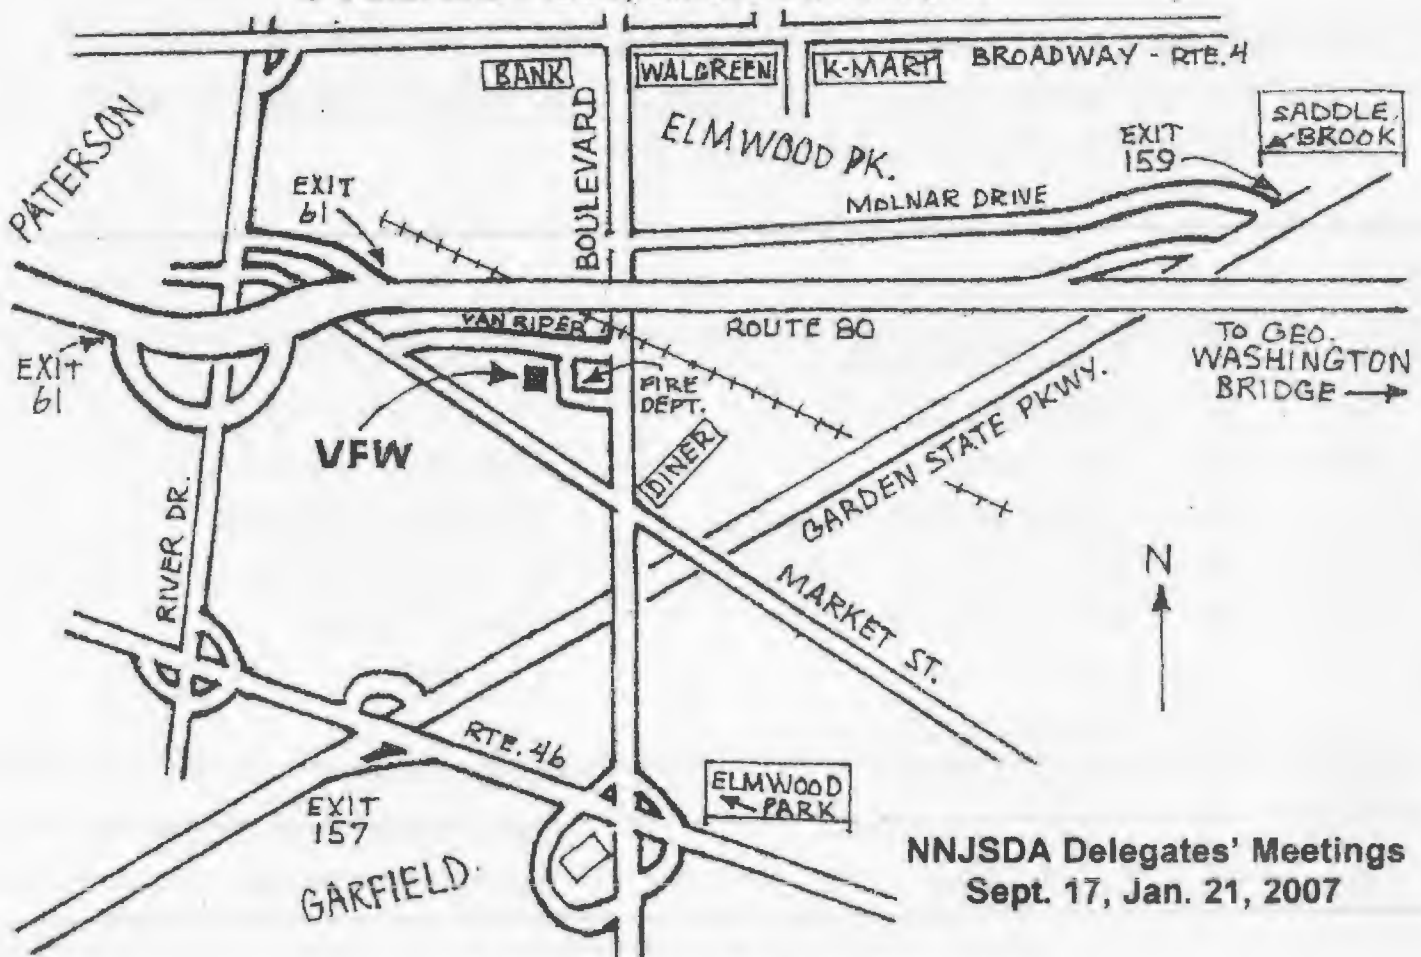 BROADWAY - RTE. 4
BANK
WALGREEN
K-MART
BOULEVARD
ELMWOOD PK.
PATERSON
EXIT
61
EXIT
159
SADDLE
BROOK
MOLNAR DRIVE
VAN RIPER
ROUTE 80
TO GEO.
WASHINGTON
BRIDGE
EXIT
61
FIRE
DEPT.
VFW
DINER
GARDEN STATE PKWY.
RIVER DR.
MARKET ST.
N
RTE. 46
EXIT
157
ELMWOOD
PARK
GARFIELD
NNJSDA Delegates' Meetings
Sept. 17, Jan. 21, 2007